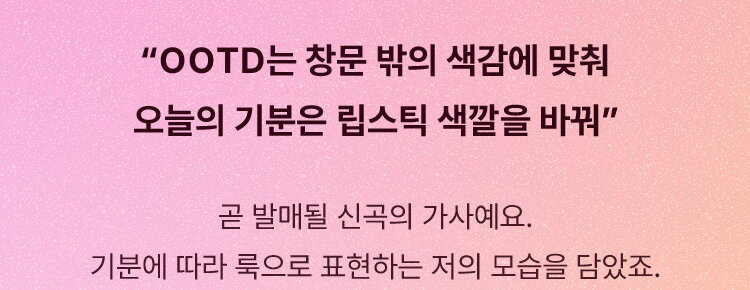 “OOTD는 창문 밖의 색감에 맞춰
오늘의 기분은 립스틱 색깔을 바꿔”
곧 발매될 신곡의 가사예요.
기분에 따라 룩으로 표현하는 저의 모습을 담았죠.